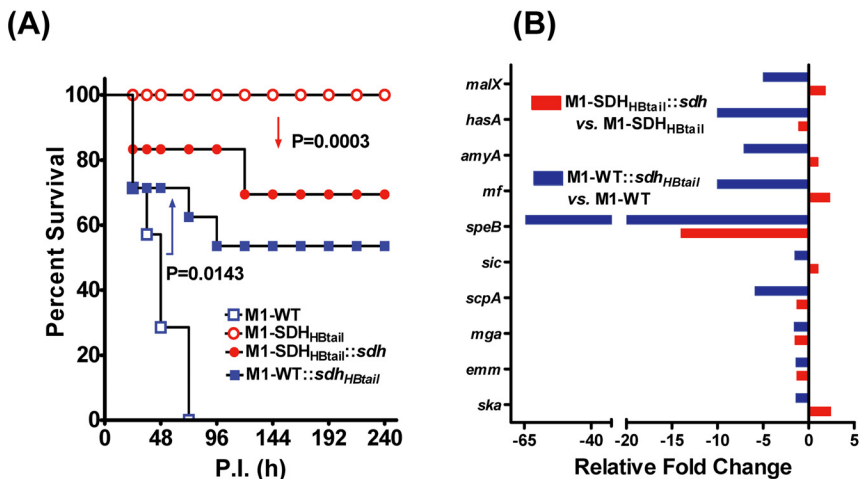 (A)
Percent Survival
100
80
60
40
20
0
P=0.0003
P=0.0143
M1-WT
M1-SDHHBtail
M1-SDHHBtail::sdh
M1-WT::sdhHBtail
0 48 96 144 192 240
P.I. (h)
(B)
malX
hasA
amyA
mf
speB
sic
scpA
mga
emm
ska
M1-SDHHBtail::sdh
vs. M1-SDHHBtail
M1-WT::sdhHBtail
vs. M1-WT
-65 -40 -20 -15 -10 -5 0 5
Relative Fold Change